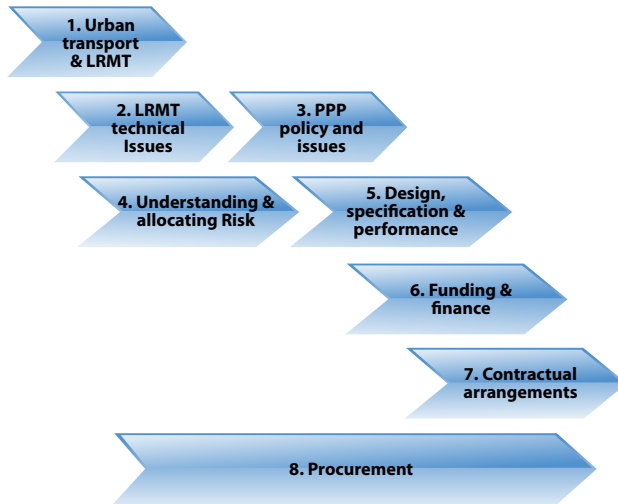 1. Urban
transport
& LRMT
2. LRMT
technical
Issues
3. PPP
policy and
issues
4. Understanding &
allocating Risk
5. Design,
specification &
performance
6. Funding &
finance
7. Contractual
arrangements
8. Procurement